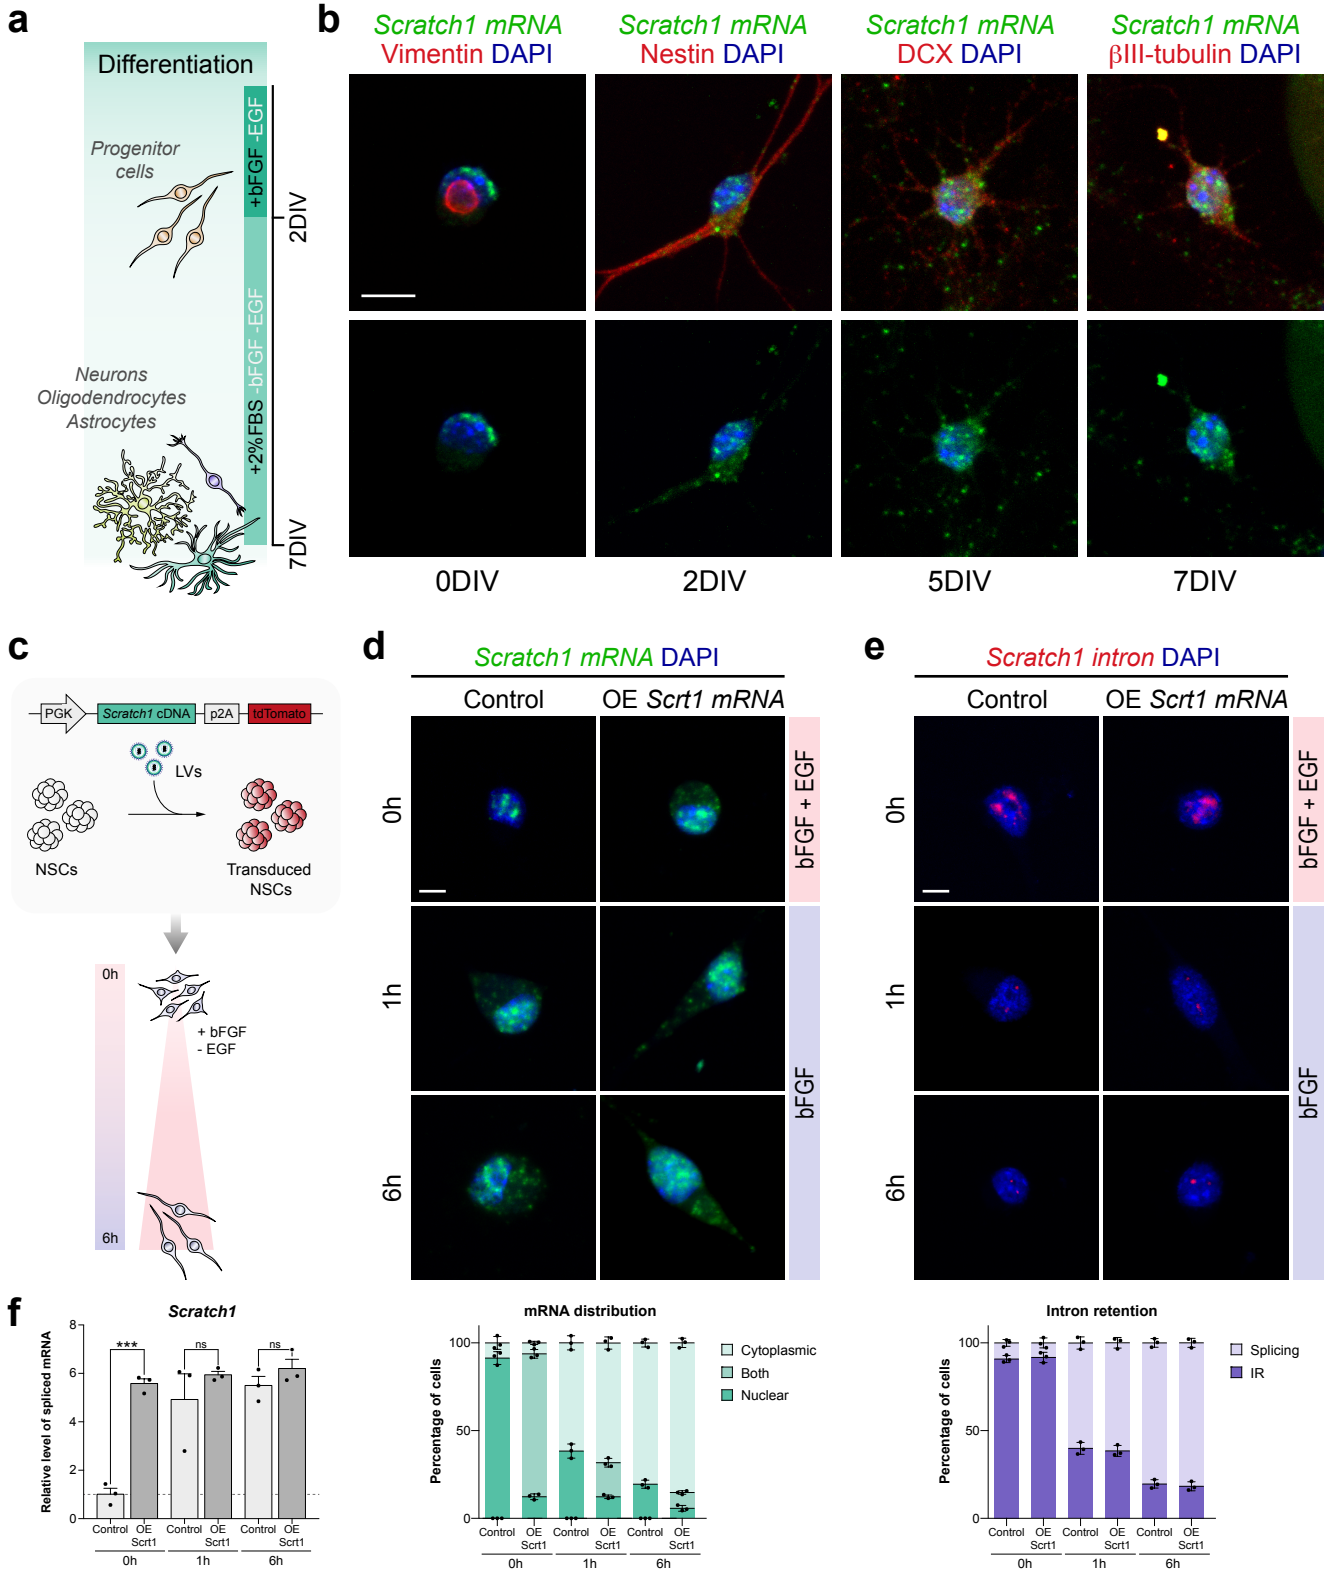 a
Differentiation
Progenitor
cells
+bFGF -EGF
2DIV
Neurons
Oligodendrocytes
Astrocytes
+2%FBS -bFGF -EGF
7DIV
b
Scratch1 mRNA
Vimentin DAPI
Scratch1 mRNA
Nestin DAPI
Scratch1 mRNA
DCX DAPI
Scratch1 mRNA
βIII-tubulin DAPI
0DIV
2DIV
5DIV
7DIV
c
PGK
Scratch1 cDNA
p2A
tdTomato
LVs
NSCs
Transduced
NSCs
0h
+ bFGF
- EGF
6h
d
Scratch1 mRNA DAPI
Control
OE Scrt1 mRNA
0h
1h
6h
bFGF + EGF
bFGF
mRNA distribution
Percentage of cells
100
50
0
Cytoplasmic
Both
Nuclear
Control
OE
Scrt1
Control
OE
Scrt1
Control
OE
Scrt1
0h
1h
6h
e
Scratch1 intron DAPI
Control
OE Scrt1 mRNA
0h
1h
6h
bFGF + EGF
bFGF
Intron retention
Percentage of cells
100
50
0
Splicing
IR
Control
OE
Scrt1
Control
OE
Scrt1
Control
OE
Scrt1
0h
1h
6h
f
Scratch1
Relative level of spliced mRNA
8
6
4
2
0
***
ns
ns
Control
OE
Scrt1
Control
OE
Scrt1
Control
OE
Scrt1
0h
1h
6h